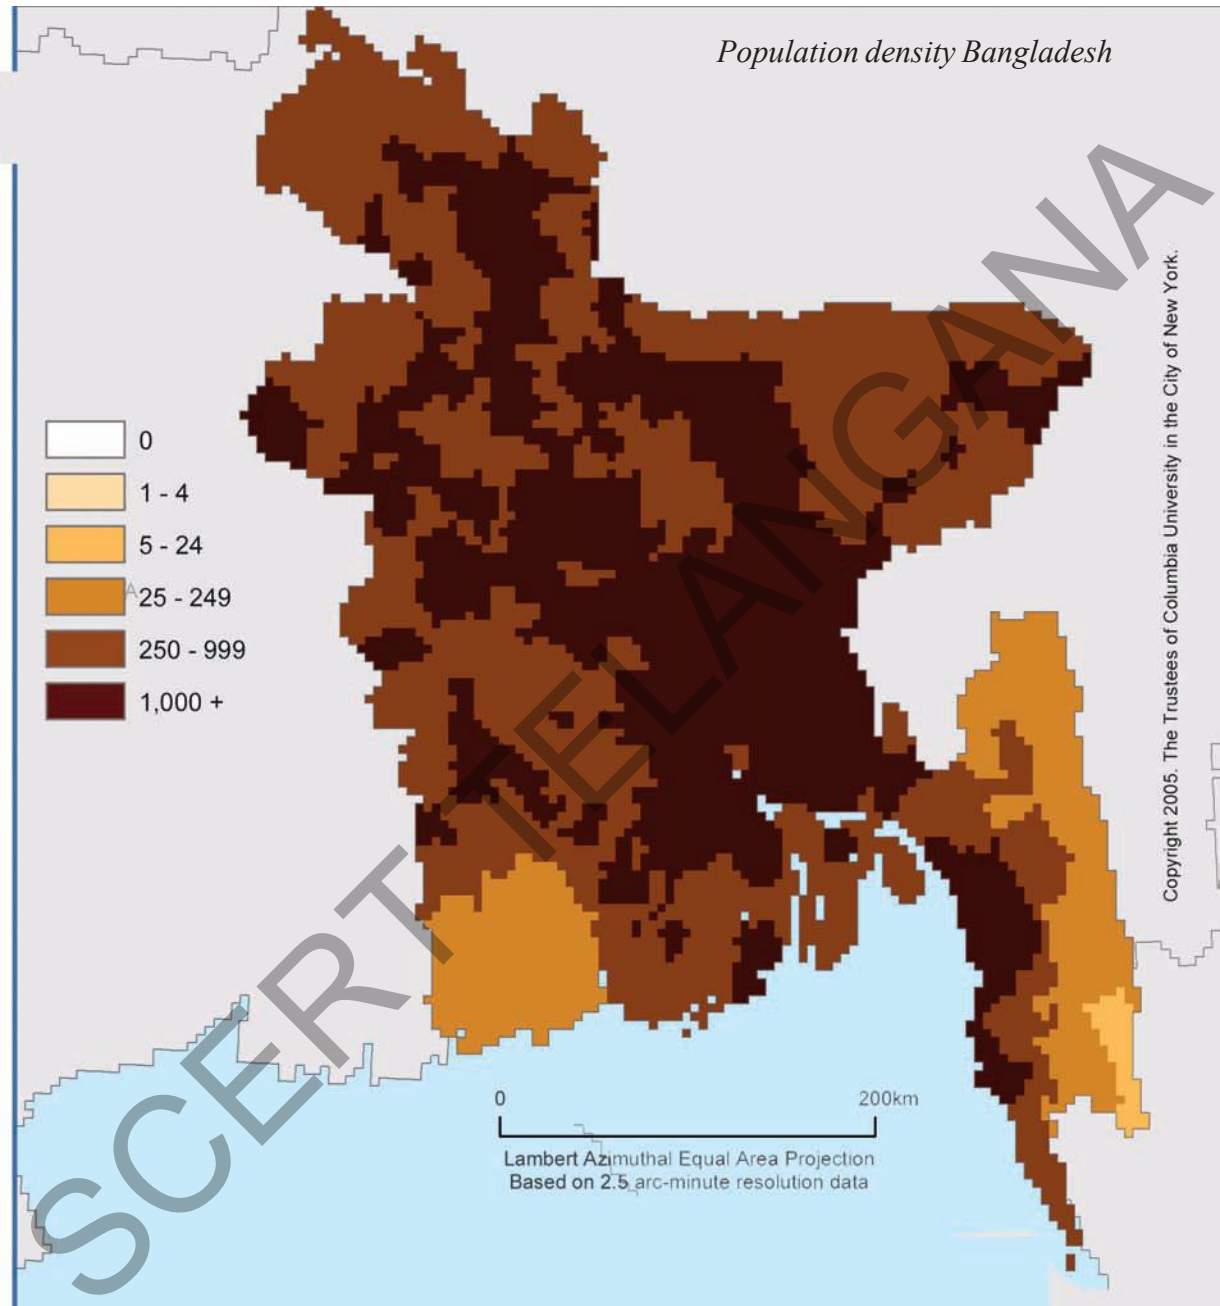 Population density Bangladesh
0
1 - 4
5 - 24
25 - 249
250 - 999
1,000 +
0 200km
Lambert Azimuthal Equal Area Projection
Based on 2.5 arc-minute resolution data
Copyright 2005. The Trustees of Columbia University in the City of New York.
SCERT TELANGANA